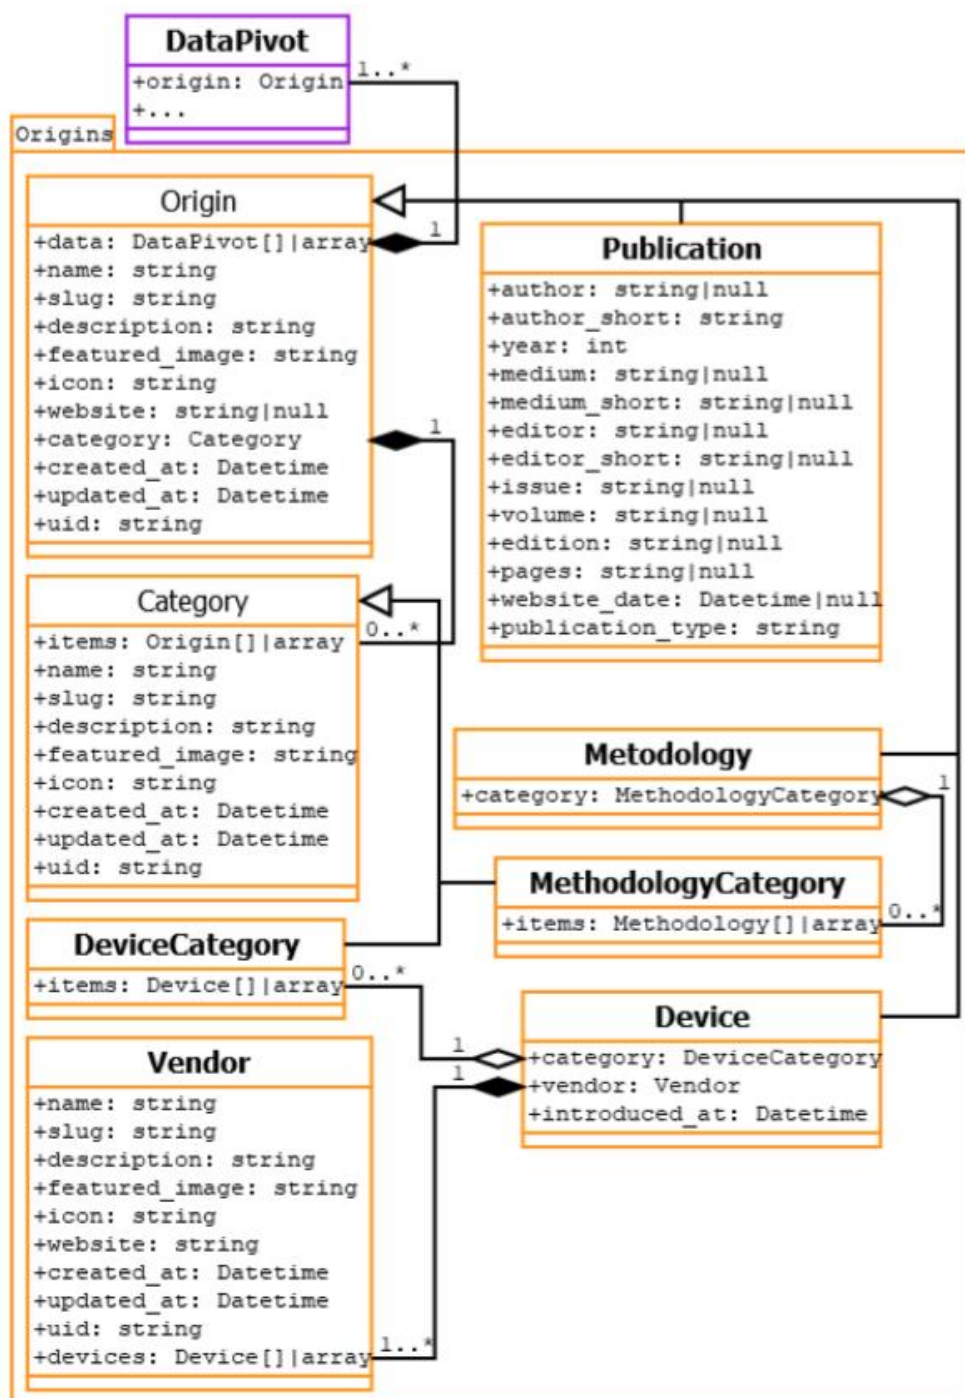 DataPivot
+origin: Origin
+...
1..*
Origins
Origin
+data: DataPivot[]|array
1
+name: string
+slug: string
+description: string
+featured_image: string
+icon: string
+website: string|null
+category: Category
1
+created_at: Datetime
+updated_at: Datetime
+uid: string
Publication
+author: string|null
+author_short: string
+year: int
+medium: string|null
+medium_short: string|null
+editor: string|null
+editor_short: string|null
+issue: string|null
+volume: string|null
+edition: string|null
+pages: string|null
+website_date: Datetime|null
+publication_type: string
Category
+items: Origin[]|array
0..*
+name: string
+slug: string
+description: string
+featured_image: string
+icon: string
+created_at: Datetime
+updated_at: Datetime
+uid: string
Metodology
+category: MethodologyCategory
1
MethodologyCategory
+items: Methodology[]|array
0..*
DeviceCategory
+items: Device[]|array
0..*
Device
1
+category: DeviceCategory
1
+vendor: Vendor
+introduced_at: Datetime
Vendor
+name: string
+slug: string
+description: string
+featured_image: string
+icon: string
+website: string
+created_at: Datetime
+updated_at: Datetime
+uid: string
+devices: Device[]|array
1..*